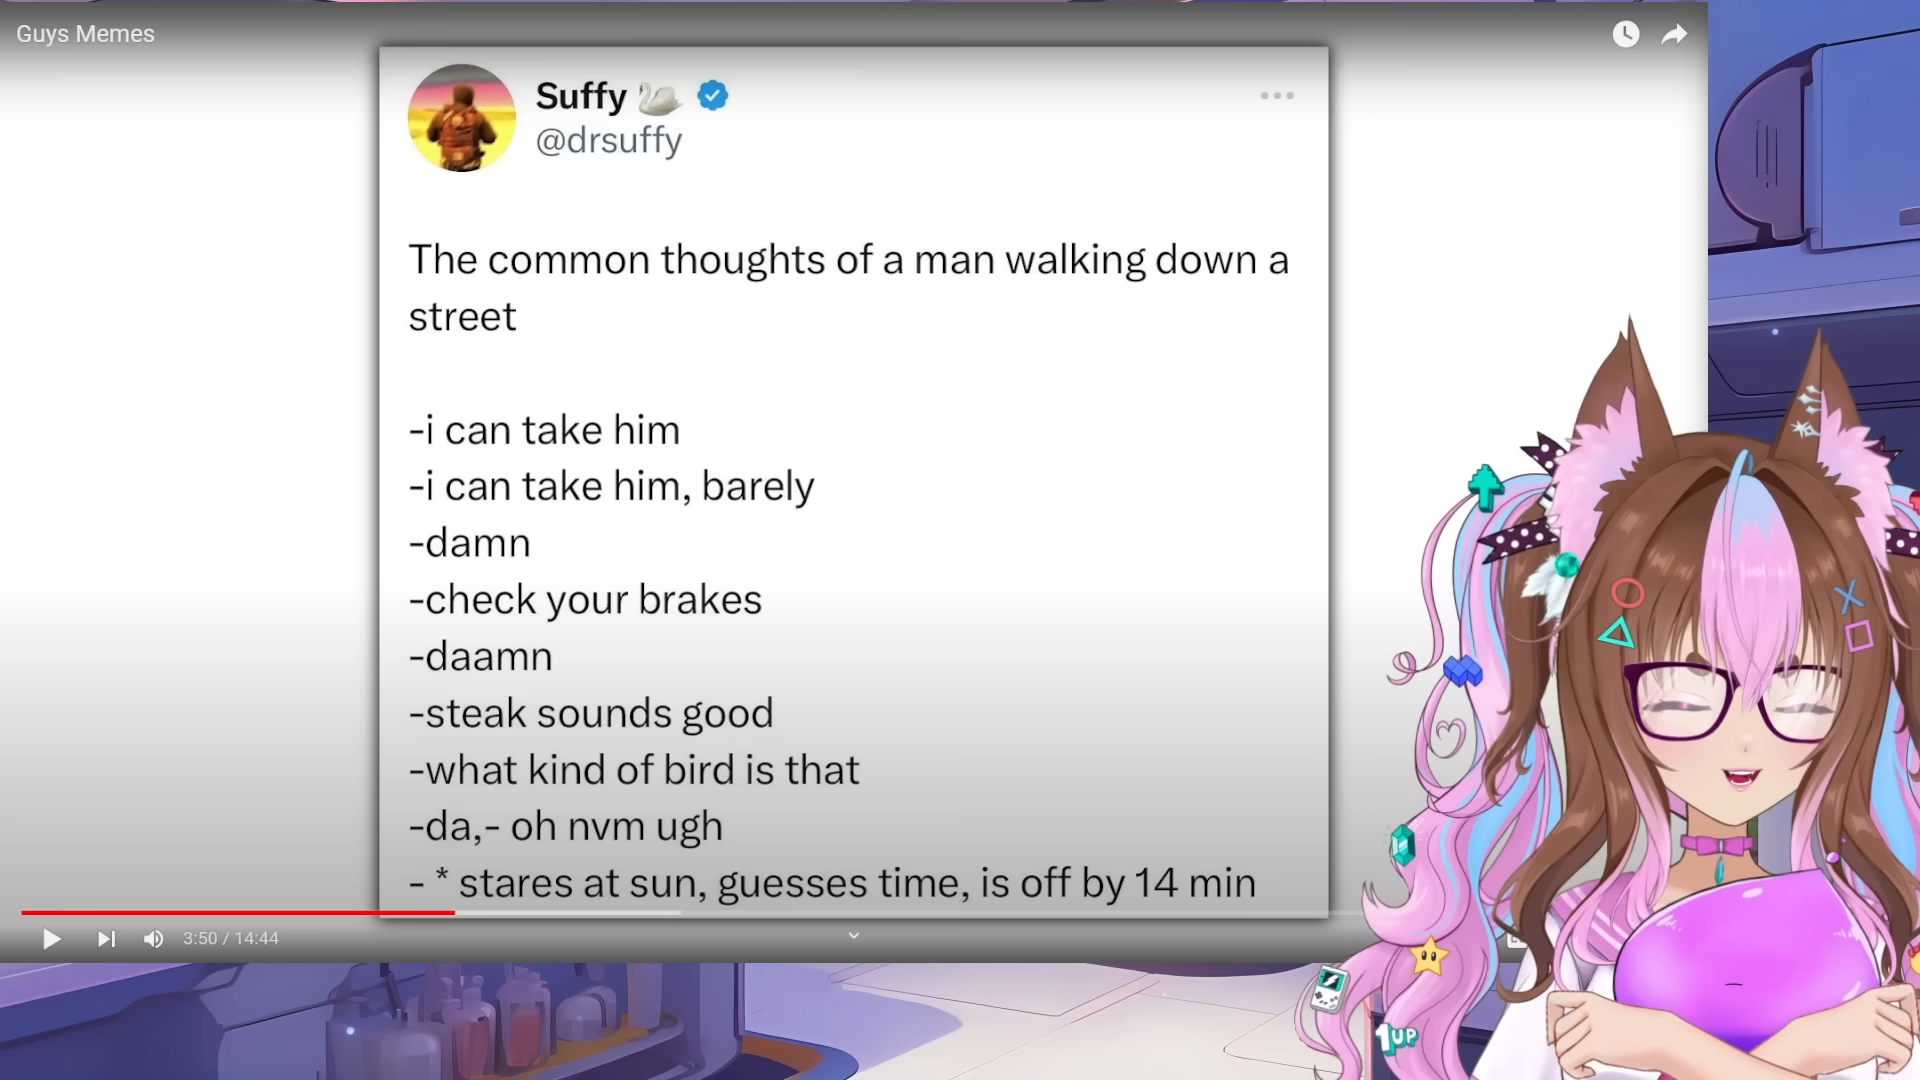 Guys Memes
Suffy
@drsuffy
The common thoughts of a man walking down a
street
-i can take him
-i can take him, barely
-damn
-check your brakes
-daamn
-steak sounds good
-what kind of bird is that
-da,- oh nvm ugh
- * stares at sun, guesses time, is off by 14 min
3:50 / 14:44
1UP